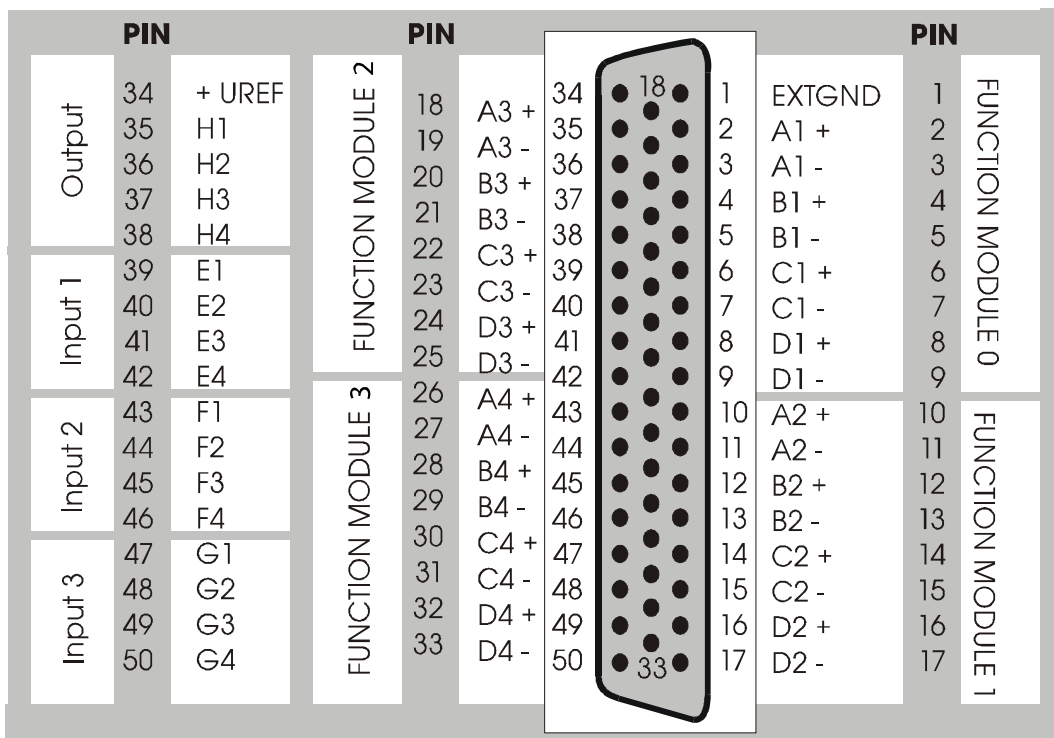 PIN PIN PIN
Output
34 + UREF
35 H1
36 H2
37 H3
38 H4
Input 1
39 E1
40 E2
41 E3
42 E4
Input 2
43 F1
44 F2
45 F3
46 F4
Input 3
47 G1
48 G2
49 G3
50 G4
FUNCTION MODULE 2
18 A3 +
19 A3 -
20 B3 +
21 B3 -
22 C3 +
23 C3 -
24 D3 +
25 D3 -
FUNCTION MODULE 3
26 A4 +
27 A4 -
28 B4 +
29 B4 -
30 C4 +
31 C4 -
32 D4 +
33 D4 -
34
35
36
37
38
39
40
41
42
43
44
45
46
47
48
49
50
18
33
1
2
3
4
5
6
7
8
9
10
11
12
13
14
15
16
17
EXTGND 1
A1 + 2
A1 - 3
B1 + 4
B1 - 5
C1 + 6
C1 - 7
D1 + 8
D1 - 9
FUNCTION MODULE 0
A2 + 10
A2 - 11
B2 + 12
B2 - 13
C2 + 14
C2 - 15
D2 + 16
D2 - 17
FUNCTION MODULE 1